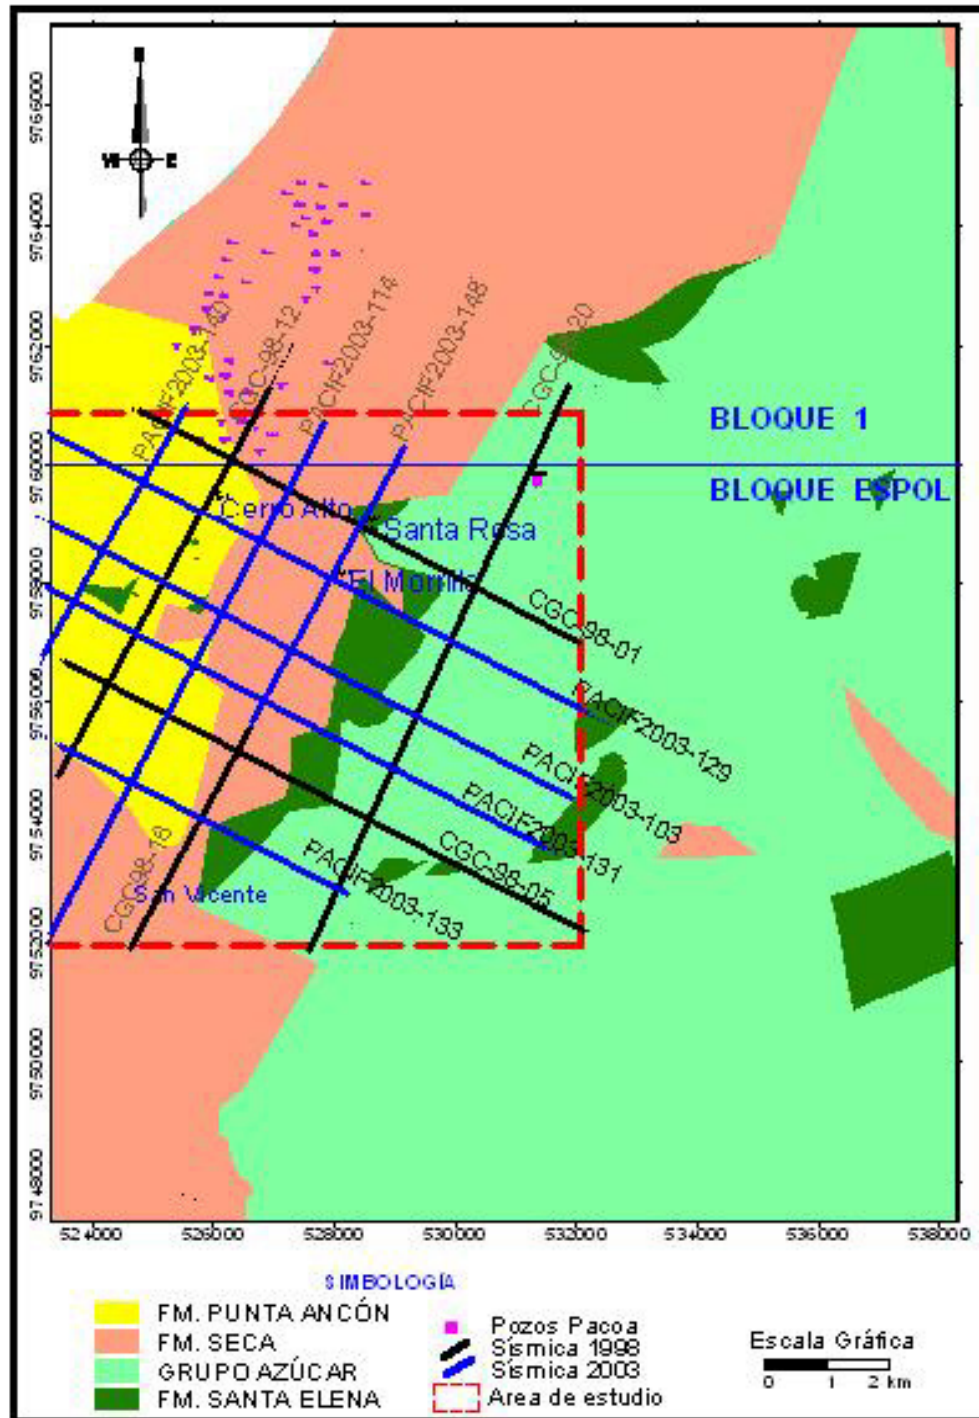 9766000
9764000
9762000
9760000
9758000
9756000
9754000
9752000
9750000
9748000
W E
PACIF2003-140
CGC-98-12
PACIF2003-114
PACIF2003-148
BLOQUE 1
BLOQUE ESPOL
Cerro Alto
Santa Rosa
El Morrillo
CGC-98-01
PACIF2003-129
PACIF2003-103
PACIF2003-131
CGC-98-05
PACIF2003-133
CGC98-18
San Vicente
524000 526000 528000 530000 532000 534000 536000 538000
SIMBOLOGÍA
FM. PUNTA ANCÓN
FM. SECA
GRUPO AZÚCAR
FM. SANTA ELENA
Pozos Pacoa
Sísmica 1998
Sísmica 2003
Area de estudio
Escala Gráfica
0 1 2 km